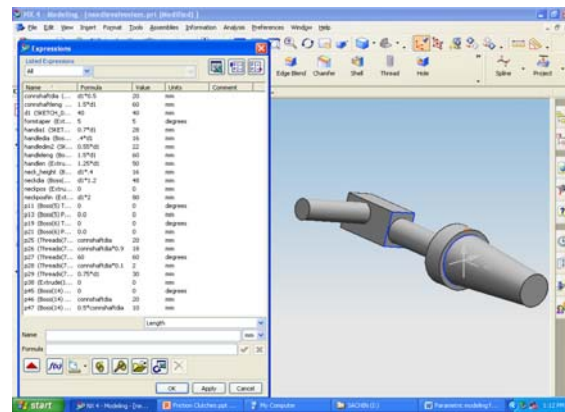 NX 4 - Modeling - [needleextension.prt (Modified) ]
File Edit View Insert Format Tools Assemblies Information Analysis Preferences Window Help
Edge Blend Chamfer Shell Thread Hole Spline Project
Expressions
Listed Expressions
All
Name Formula Value Units Comment
connshaftdia (... d1*0.5 20 mm
connshaftleng ... 1.5*d1 60 mm
d1 (SKETCH_0... 40 40 mm
formtaper (Ext... 5 5 degrees
handia1 (SKET... 0.7*d1 28 mm
handledia (Bos... .4*d1 16 mm
handledim2 (SK... 0.55*d1 22 mm
handleleng (Bo... 1.5*d1 60 mm
handlen (Extru... 1.25*d1 50 mm
neck_height (B... d1*.4 16 mm
neckdia (Boss(... d1*1.2 48 mm
neckpos (Extru... 0 0 mm
neckposfin (Ext... d1*2 80 mm
p11 (Boss(5) T... 0 0 degrees
p13 (Boss(5) P... 0.0 0 mm
p19 (Boss(6) T... 0 0 degrees
p21 (Boss(6) P... 0.0 0 mm
p25 (Threads(7... connshaftdia 20 mm
p26 (Threads(7... connshaftdia*0.9 18 mm
p27 (Threads(7... 60 60 degrees
p28 (Threads(7... connshaftdia*0.1 2 mm
p29 (Threads(7... 0.75*d1 30 mm
p38 (Extrude(1... 0 0 mm
p45 (Boss(14) ... 0 0 degrees
p46 (Boss(14) ... connshaftdia 20 mm
p47 (Boss(14) ... 0.5*connshaftdia 10 mm
Length
Name mm
Formula
f(x)
OK Apply Cancel
start NX 4 - Modeling - [ne... Friction Clutches.ppt ... My Computer SACHIN (I:) Parametric modeling f... 1:12 PM